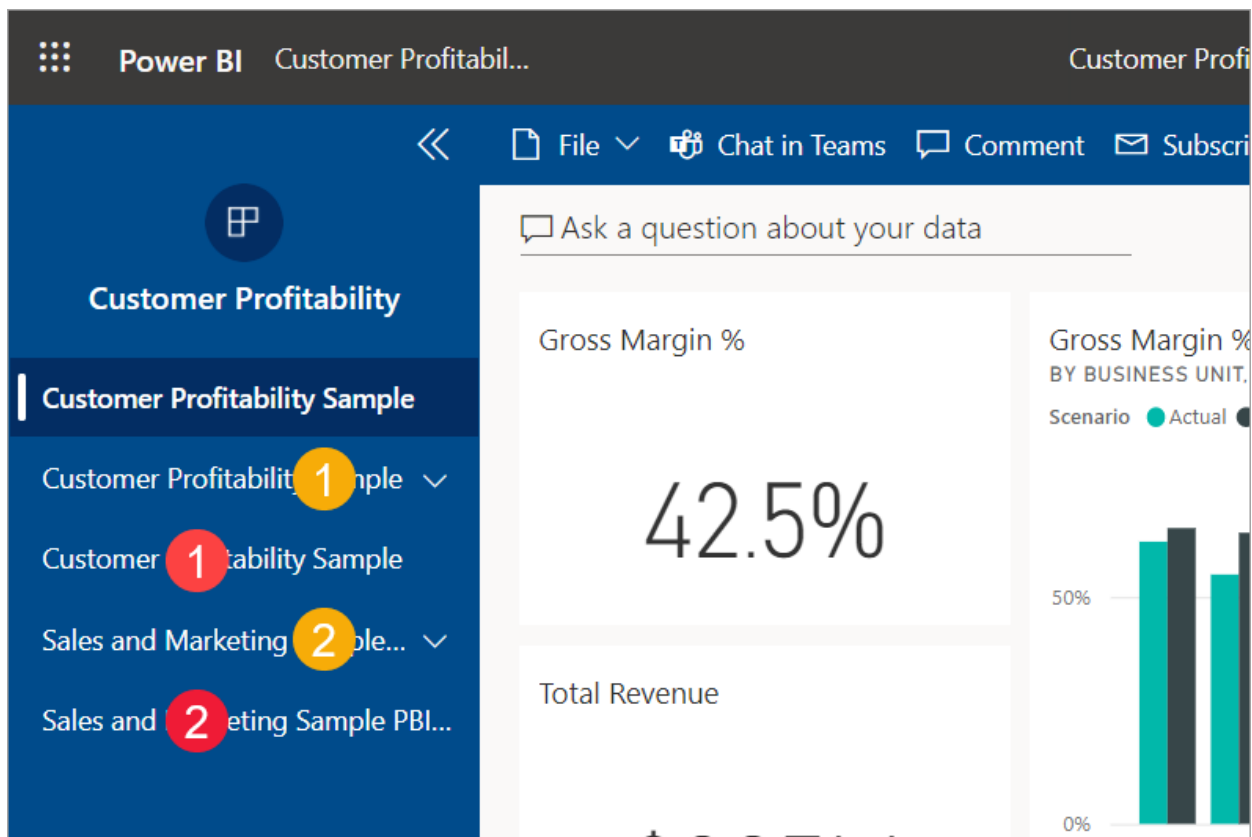 Power BI Customer Profitabil...
Customer Profi
File
Chat in Teams
Comment
Subscri
Customer Profitability
Customer Profitability Sample
Customer Profitabilit 1 mple
Customer 1 tability Sample
Sales and Marketing 2 ple...
Sales and 2 eting Sample PBI...
Ask a question about your data
Gross Margin %
42.5%
Total Revenue
Gross Margin %
BY BUSINESS UNIT,
Scenario Actual
50%
0%